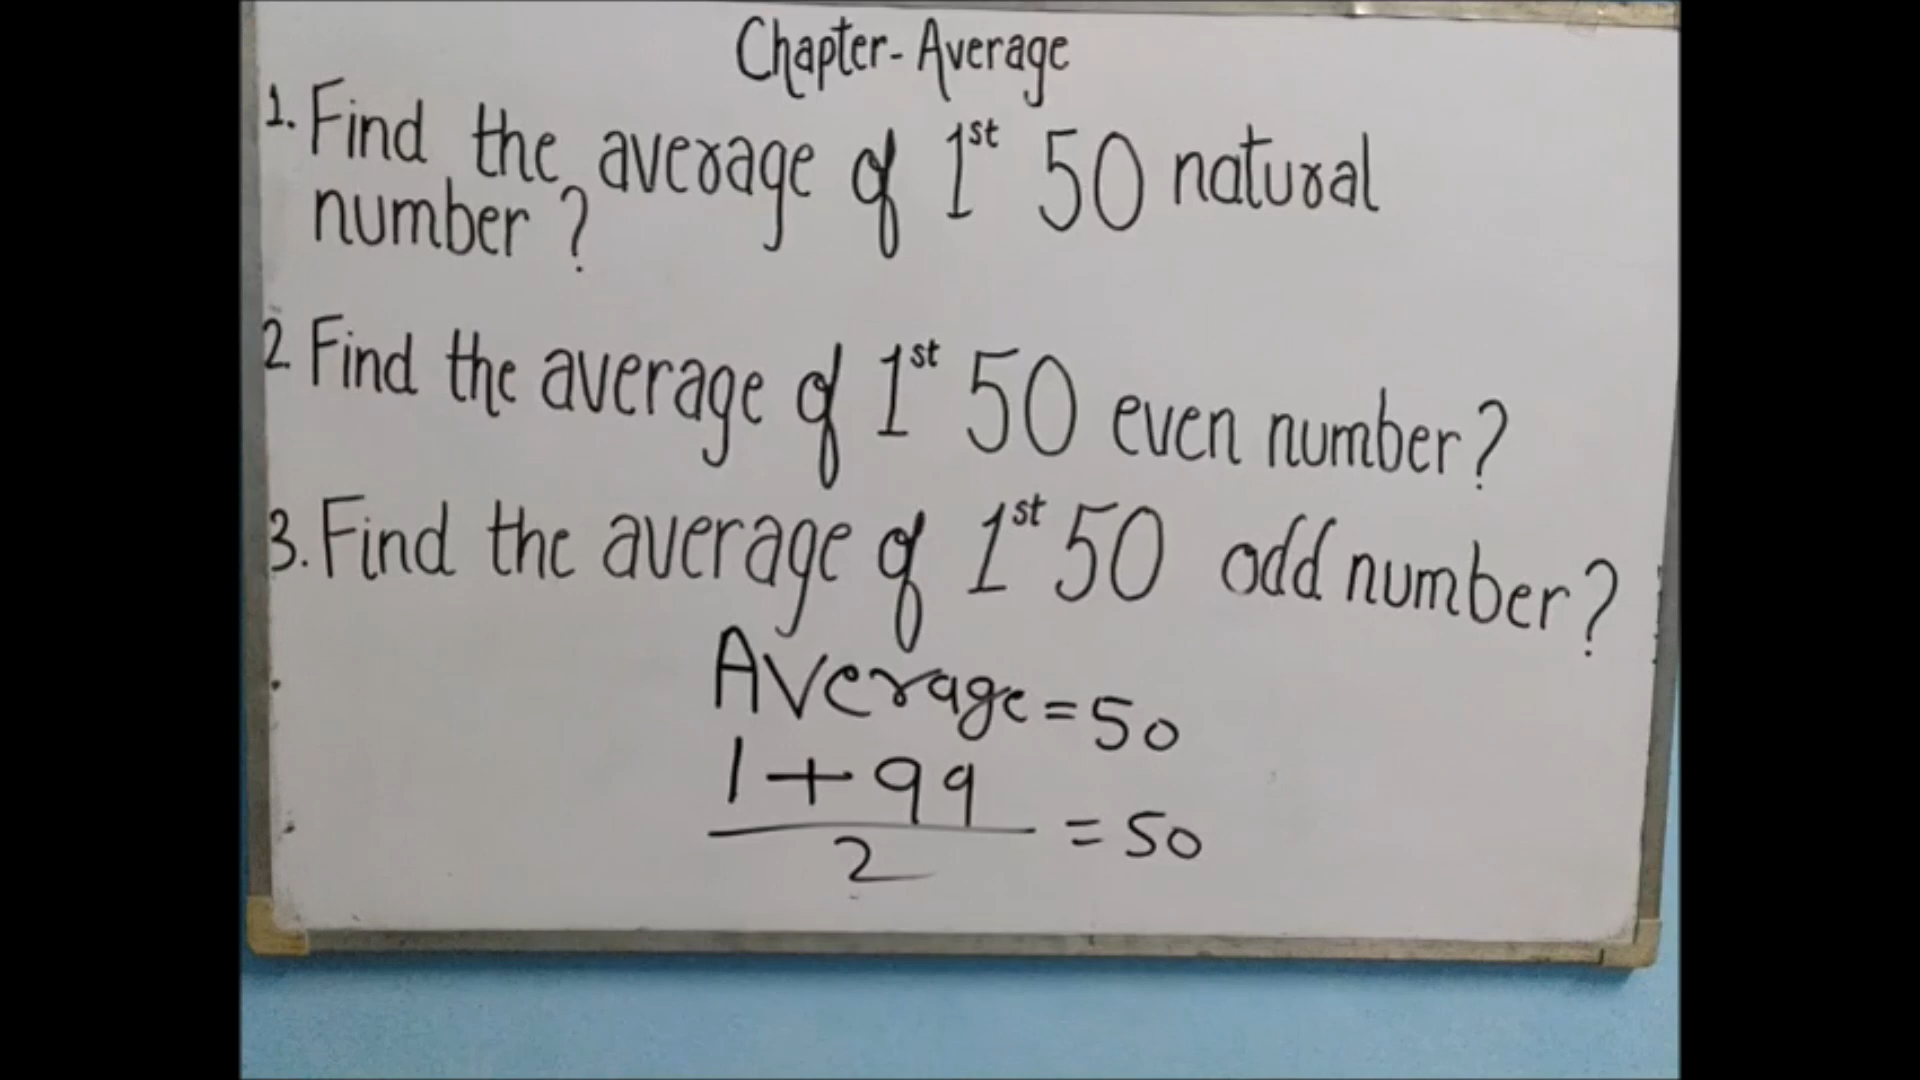 Chapter-Average
1. Find the average of 1st 50 natural
number ?
2 Find the average of 1st 50 even number?
3. Find the average of 1st 50 odd number?
Average = 50
1 + 99
2
= 50